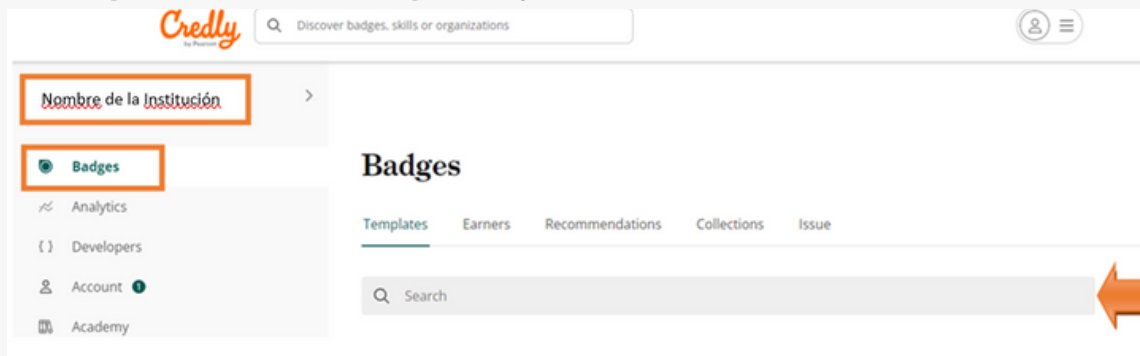 Credly
by Pearson
Discover badges, skills or organizations
Nombre de la Institución
Badges
Analytics
{ } Developers
Account 1
Academy
Badges
Templates Earners Recommendations Collections Issue
Search